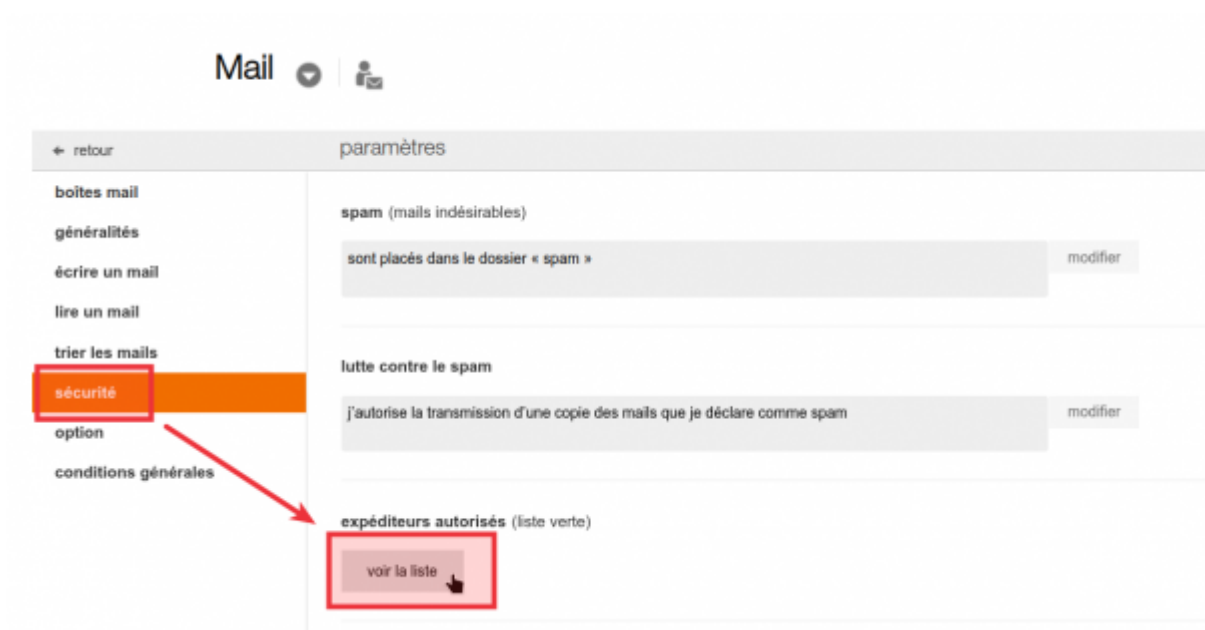 Mail
← retour
paramètres
boîtes mail
généralités
écrire un mail
lire un mail
trier les mails
sécurité
option
conditions générales
spam (mails indésirables)
sont placés dans le dossier « spam »
modifier
lutte contre le spam
j'autorise la transmission d'une copie des mails que je déclare comme spam
modifier
expéditeurs autorisés (liste verte)
voir la liste